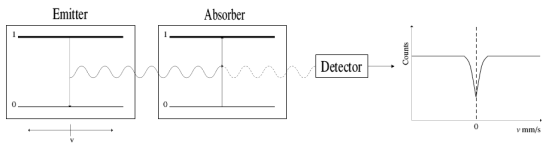 Emitter
1
0
v
Absorber
1
0
Detector
Counts
0
v mm/s